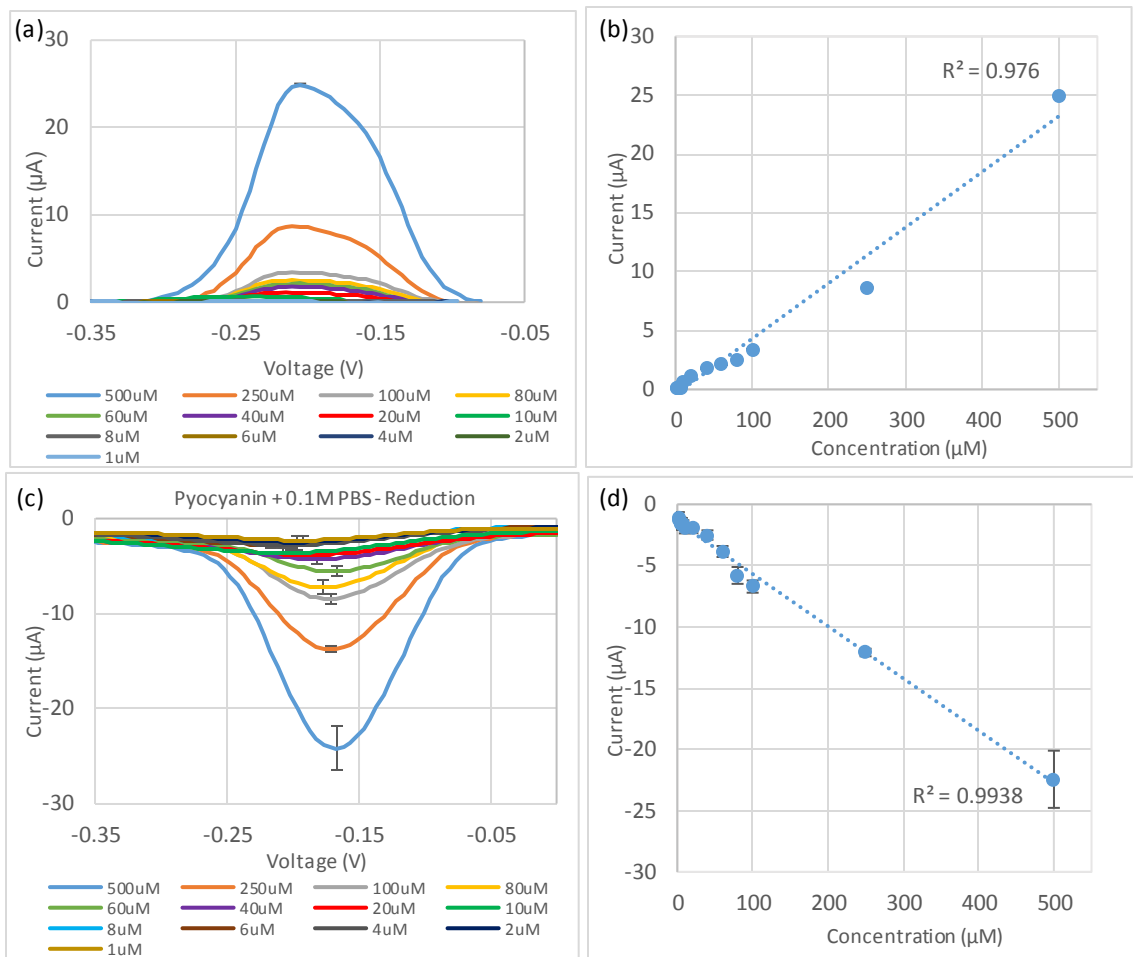 (a)
30
20
10
0
-0.35 -0.25 -0.15 -0.05
Current (µA)
Voltage (V)
500uM 250uM 100uM 80uM
60uM 40uM 20uM 10uM
8uM 6uM 4uM 2uM
1uM
(b)
30
25
20
15
10
5
0
0 100 200 300 400 500
R² = 0.976
Current (µA)
Concentration (µM)
(c)
Pyocyanin + 0.1M PBS - Reduction
0
-10
-20
-30
-0.35 -0.25 -0.15 -0.05
Current (µA)
Voltage (V)
500uM 250uM 100uM 80uM
60uM 40uM 20uM 10uM
8uM 6uM 4uM 2uM
1uM
(d)
0
-5
-10
-15
-20
-25
-30
0 100 200 300 400 500
R² = 0.9938
Current (µA)
Concentration (µM)